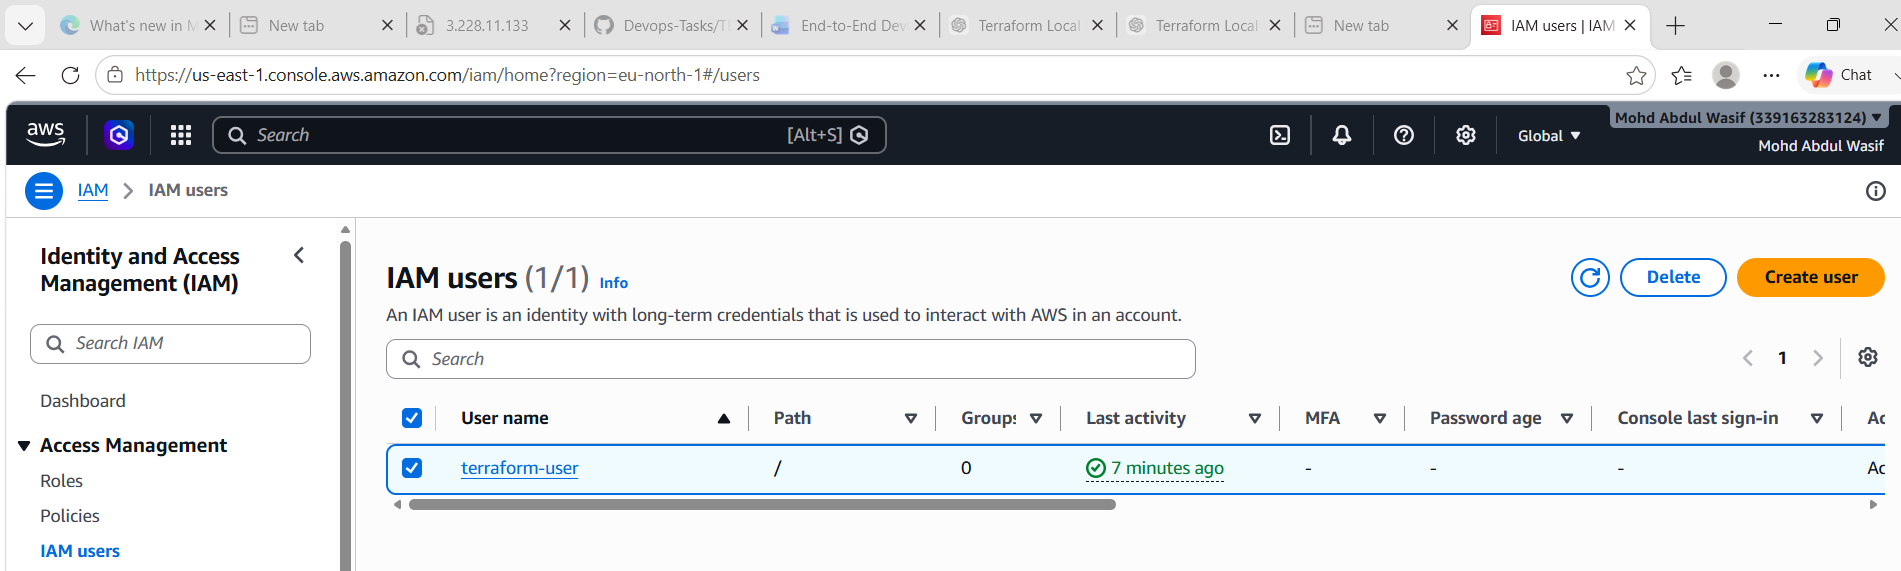 What's new in M
New tab
3.228.11.133
Devops-Tasks/T
End-to-End Dev
Terraform Local
Terraform Local
New tab
IAM users | IAM
https://us-east-1.console.aws.amazon.com/iam/home?region=eu-north-1#/users
Chat
aws
Search
[Alt+S]
Global
Mohd Abdul Wasif (339163283124)
Mohd Abdul Wasif
IAM
IAM users
Identity and Access
Management (IAM)
Search IAM
Dashboard
Access Management
Roles
Policies
IAM users
IAM users (1/1) Info
Delete
Create user
An IAM user is an identity with long-term credentials that is used to interact with AWS in an account.
Search
1
User name Path Groups Last activity MFA Password age Console last sign-in Ac
terraform-user / 0 7 minutes ago - - - Ac